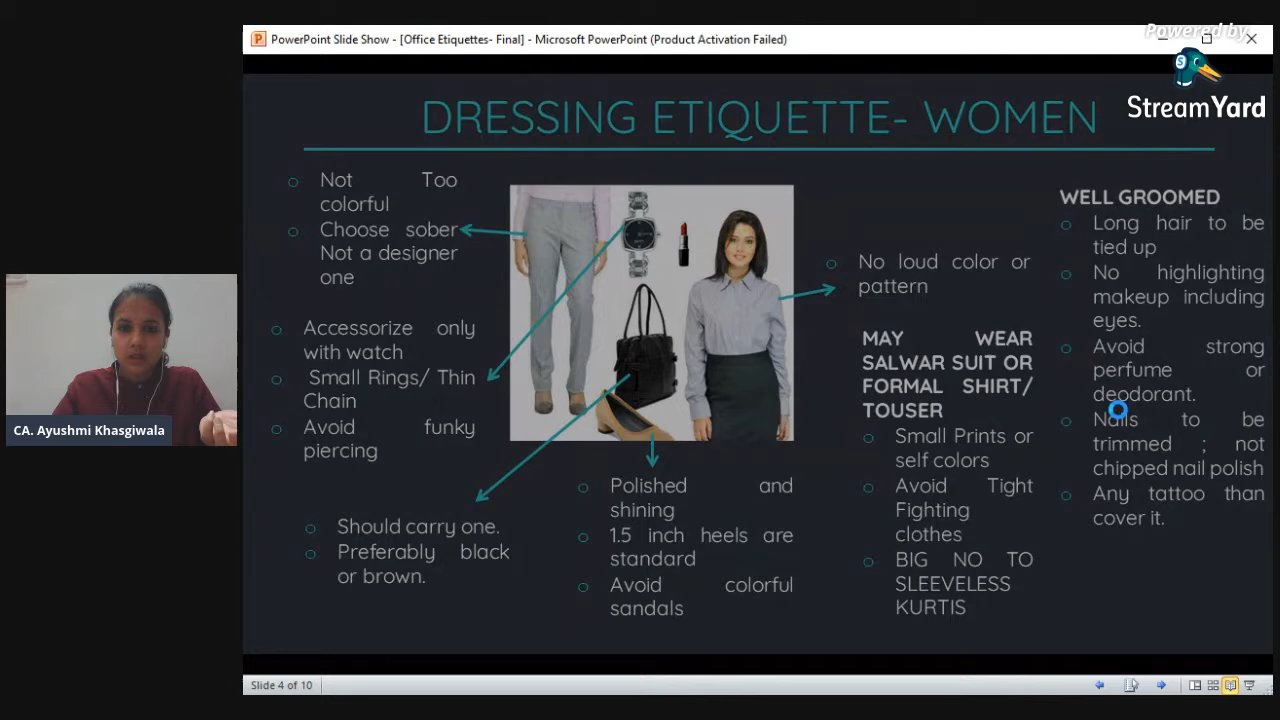 PowerPoint Slide Show - [Office Etiquettes- Final] - Microsoft PowerPoint (Product Activation Failed)
Powered by
StreamYard
DRESSING ETIQUETTE- WOMEN
Not Too
colorful
Choose sober
Not a designer
one
Accessorize only
with watch
Small Rings/ Thin
Chain
Avoid funky
piercing
Should carry one.
Preferably black
or brown.
Polished and
shining
1.5 inch heels are
standard
Avoid colorful
sandals
No loud color or
pattern
MAY WEAR
SALWAR SUIT OR
FORMAL SHIRT/
TOUSER
Small Prints or
self colors
Avoid Tight
Fighting
clothes
BIG NO TO
SLEEVELESS
KURTIS
WELL GROOMED
Long hair to be
tied up
No highlighting
makeup including
eyes.
Avoid strong
perfume or
deodorant.
Nails to be
trimmed ; not
chipped nail polish
Any tattoo than
cover it.
CA. Ayushmi Khasgiwala
Slide 4 of 10